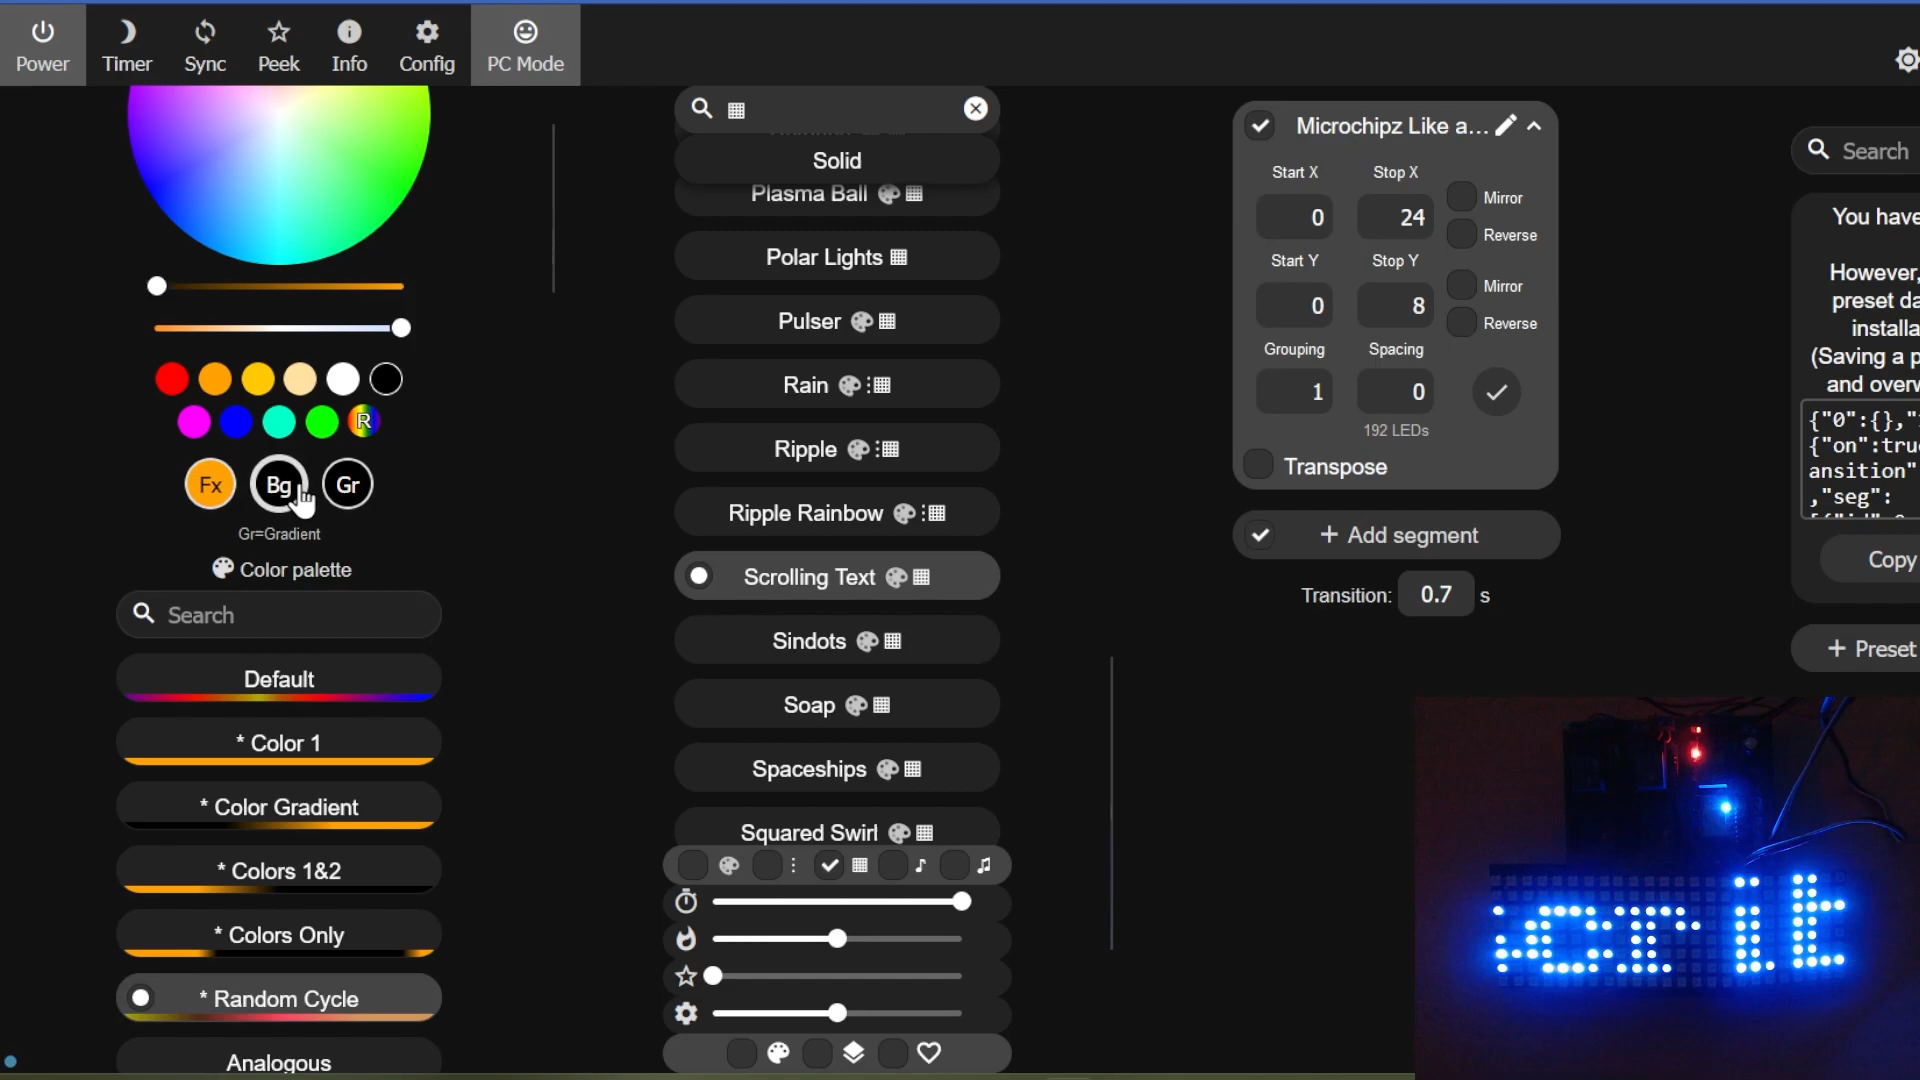 Power
Timer
Sync
Peek
Info
Config
PC Mode
R
Fx
Bg
Gr
Gr=Gradient
Color palette
Search
Default
* Color 1
* Color Gradient
* Colors 1&2
* Colors Only
* Random Cycle
Analogous
Solid
Plasma Ball
Polar Lights
Pulser
Rain
Ripple
Ripple Rainbow
Scrolling Text
Sindots
Soap
Spaceships
Squared Swirl
Microchipz Like a...
Start X
Stop X
0
24
Mirror
Reverse
Start Y
Stop Y
0
8
Mirror
Reverse
Grouping
Spacing
1
0
192 LEDs
Transpose
+ Add segment
Transition: 0.7 s
Search
You have
However,
preset da
installa
(Saving a p
and overw
{"0":{},"
{"on":true
ansition"
,"seg":
Copy
+ Preset